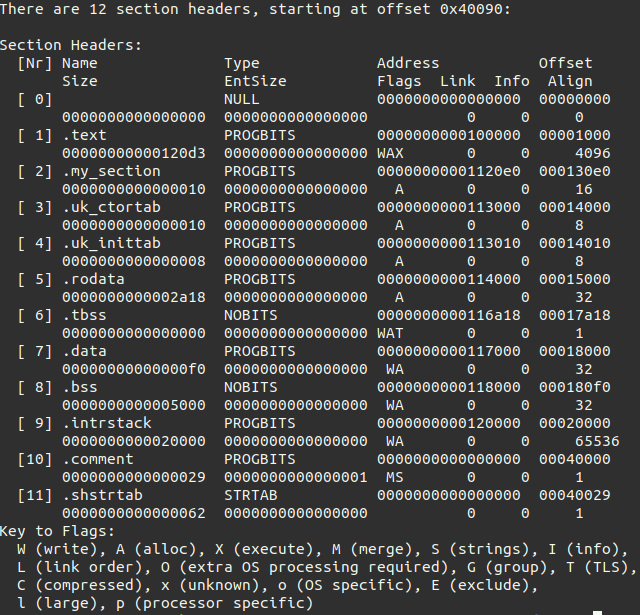 There are 12 section headers, starting at offset 0x40090:
Section Headers:
  [Nr] Name              Type             Address           Offset
       Size              EntSize          Flags  Link  Info  Align
  [ 0]                   NULL             0000000000000000  00000000
       0000000000000000  0000000000000000           0     0     0
  [ 1] .text             PROGBITS         0000000000100000  00001000
       00000000000120d3  0000000000000000 WAX       0     0     4096
  [ 2] .my_section       PROGBITS         00000000001120e0  000130e0
       0000000000000010  0000000000000000   A       0     0     16
  [ 3] .uk_ctortab       PROGBITS         0000000000113000  00014000
       0000000000000010  0000000000000000   A       0     0     8
  [ 4] .uk_inittab       PROGBITS         0000000000113010  00014010
       0000000000000008  0000000000000000   A       0     0     8
  [ 5] .rodata           PROGBITS         0000000000114000  00015000
       0000000000002a18  0000000000000000   A       0     0     32
  [ 6] .tbss             NOBITS           0000000000116a18  00017a18
       0000000000000000  0000000000000000 WAT       0     0     1
  [ 7] .data             PROGBITS         0000000000117000  00018000
       00000000000000f0  0000000000000000  WA       0     0     32
  [ 8] .bss              NOBITS           0000000000118000  000180f0
       0000000000005000  0000000000000000  WA       0     0     32
  [ 9] .intrstack        PROGBITS         0000000000120000  00020000
       0000000000020000  0000000000000000  WA       0     0     65536
  [10] .comment          PROGBITS         0000000000000000  00040000
       0000000000000029  0000000000000001  MS       0     0     1
  [11] .shstrtab         STRTAB           0000000000000000  00040029
       0000000000000062  0000000000000000           0     0     1
Key to Flags:
  W (write), A (alloc), X (execute), M (merge), S (strings), I (info),
  L (link order), O (extra OS processing required), G (group), T (TLS),
  C (compressed), x (unknown), o (OS specific), E (exclude),
  l (large), p (processor specific)